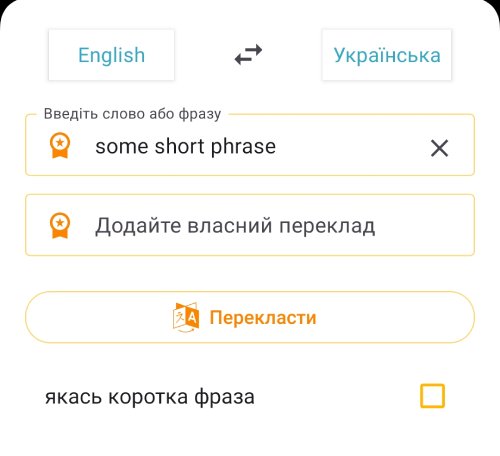 English
Українська
Введіть слово або фразу
some short phrase
Додайте власний переклад
Перекласти
якась коротка фраза